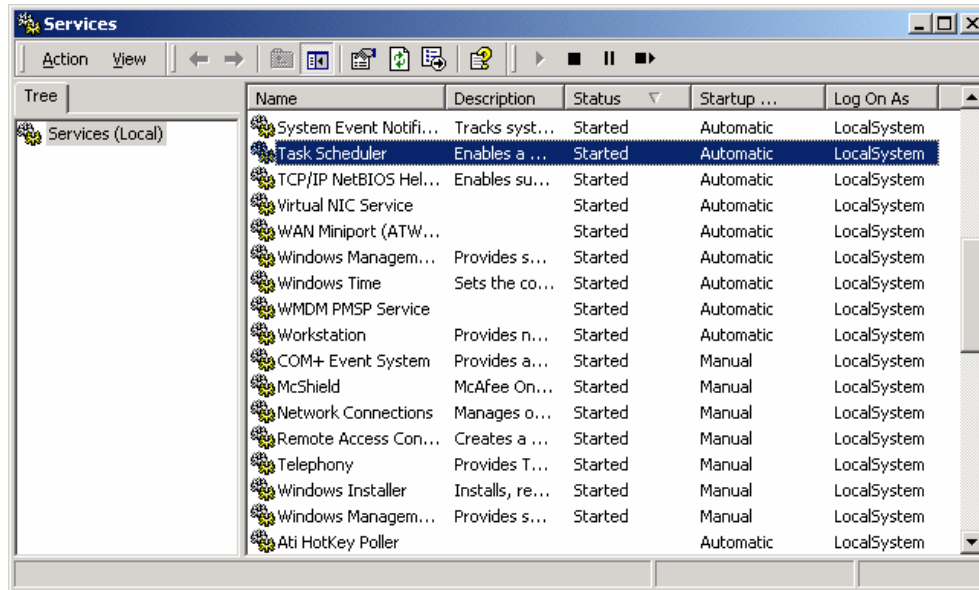 Services
Action View
Tree
Services (Local)
Name Description Status Startup ... Log On As
System Event Notifi... Tracks syst... Started Automatic LocalSystem
Task Scheduler Enables a ... Started Automatic LocalSystem
TCP/IP NetBIOS Hel... Enables su... Started Automatic LocalSystem
Virtual NIC Service Started Automatic LocalSystem
WAN Miniport (ATW... Started Automatic LocalSystem
Windows Managem... Provides s... Started Automatic LocalSystem
Windows Time Sets the co... Started Automatic LocalSystem
WMDM PMSP Service Started Automatic LocalSystem
Workstation Provides n... Started Automatic LocalSystem
COM+ Event System Provides a... Started Manual LocalSystem
McShield McAfee On... Started Manual LocalSystem
Network Connections Manages o... Started Manual LocalSystem
Remote Access Con... Creates a ... Started Manual LocalSystem
Telephony Provides T... Started Manual LocalSystem
Windows Installer Installs, re... Started Manual LocalSystem
Windows Managem... Provides s... Started Manual LocalSystem
Ati HotKey Poller Automatic LocalSystem